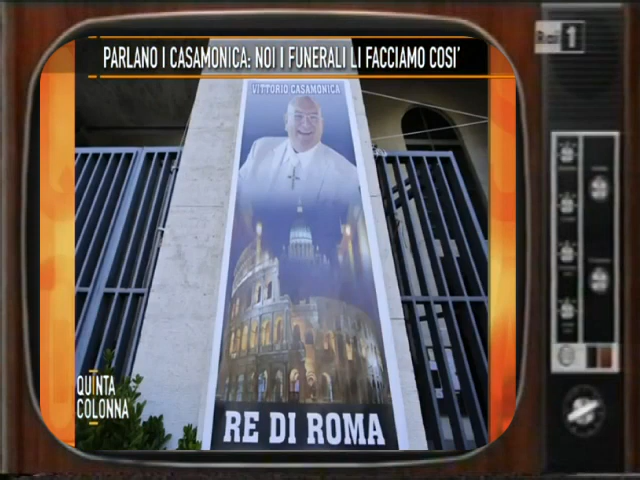 PARLANO I CASAMONICA: NOI I FUNERALI LI FACCIAMO COSI'
Rai 1
VITTORIO CASAMONICA
QUINTA
COLONNA
RE DI ROMA